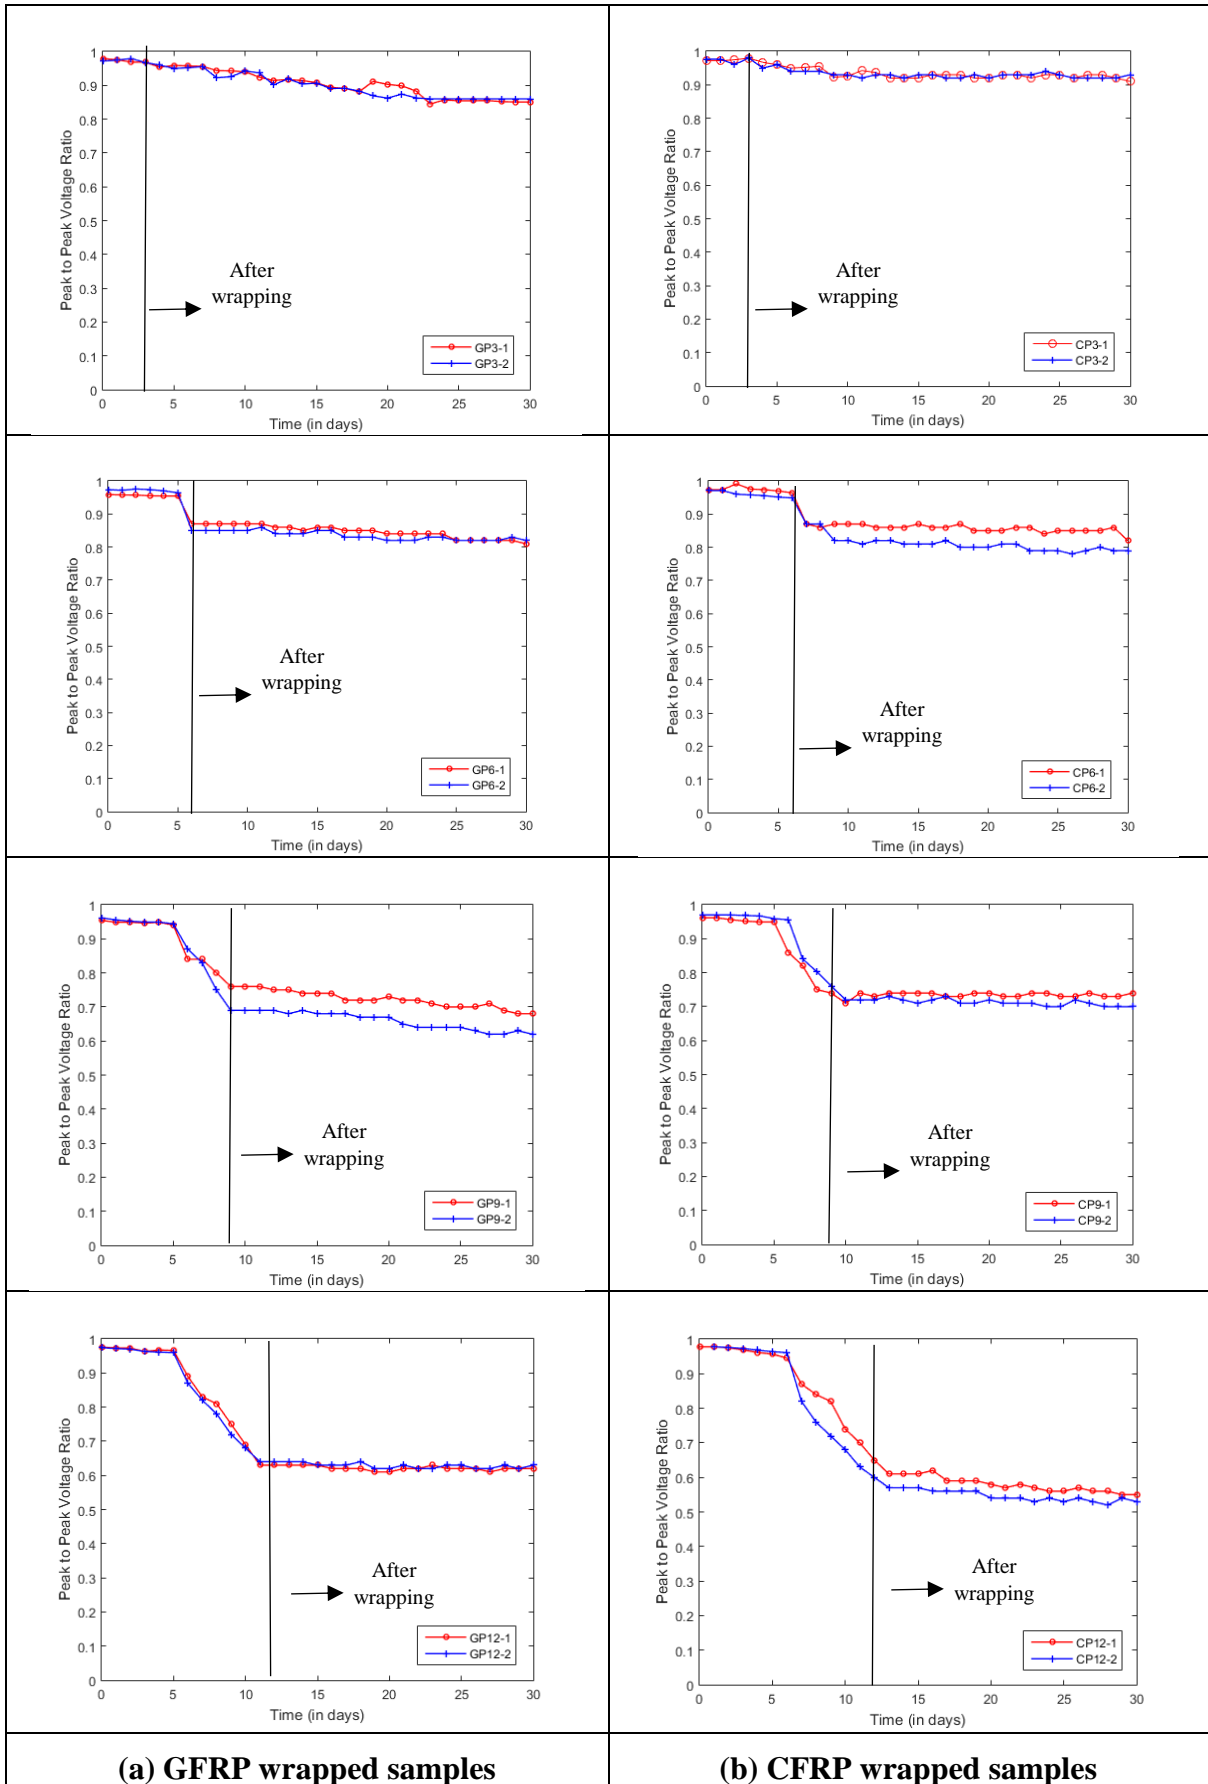 1
0.9
0.8
0.7
0.6
0.5
0.4
0.3
0.2
0.1
0
Peak to Peak Voltage Ratio
After
wrapping
GP3-1
GP3-2
0 5 10 15 20 25 30
Time (in days)
1
0.9
0.8
0.7
0.6
0.5
0.4
0.3
0.2
0.1
0
Peak to Peak Voltage Ratio
After
wrapping
CP3-1
CP3-2
0 5 10 15 20 25 30
Time (in days)
1
0.9
0.8
0.7
0.6
0.5
0.4
0.3
0.2
0.1
0
Peak to Peak Voltage Ratio
After
wrapping
GP6-1
GP6-2
0 5 10 15 20 25 30
Time (in days)
1
0.9
0.8
0.7
0.6
0.5
0.4
0.3
0.2
0.1
0
Peak to Peak Voltage Ratio
After
wrapping
CP6-1
CP6-2
0 5 10 15 20 25 30
Time (in days)
1
0.9
0.8
0.7
0.6
0.5
0.4
0.3
0.2
0.1
0
Peak to Peak Voltage Ratio
After
wrapping
GP9-1
GP9-2
0 5 10 15 20 25 30
Time (in days)
1
0.9
0.8
0.7
0.6
0.5
0.4
0.3
0.2
0.1
0
Peak to Peak Voltage Ratio
After
wrapping
CP9-1
CP9-2
0 5 10 15 20 25 30
Time (in days)
1
0.9
0.8
0.7
0.6
0.5
0.4
0.3
0.2
0.1
0
Peak to Peak Voltage Ratio
After
wrapping
GP12-1
GP12-2
0 5 10 15 20 25 30
Time (in days)
1
0.9
0.8
0.7
0.6
0.5
0.4
0.3
0.2
0.1
0
Peak to Peak Voltage Ratio
After
wrapping
CP12-1
CP12-2
0 5 10 15 20 25 30
Time (in days)
(a) GFRP wrapped samples
(b) CFRP wrapped samples